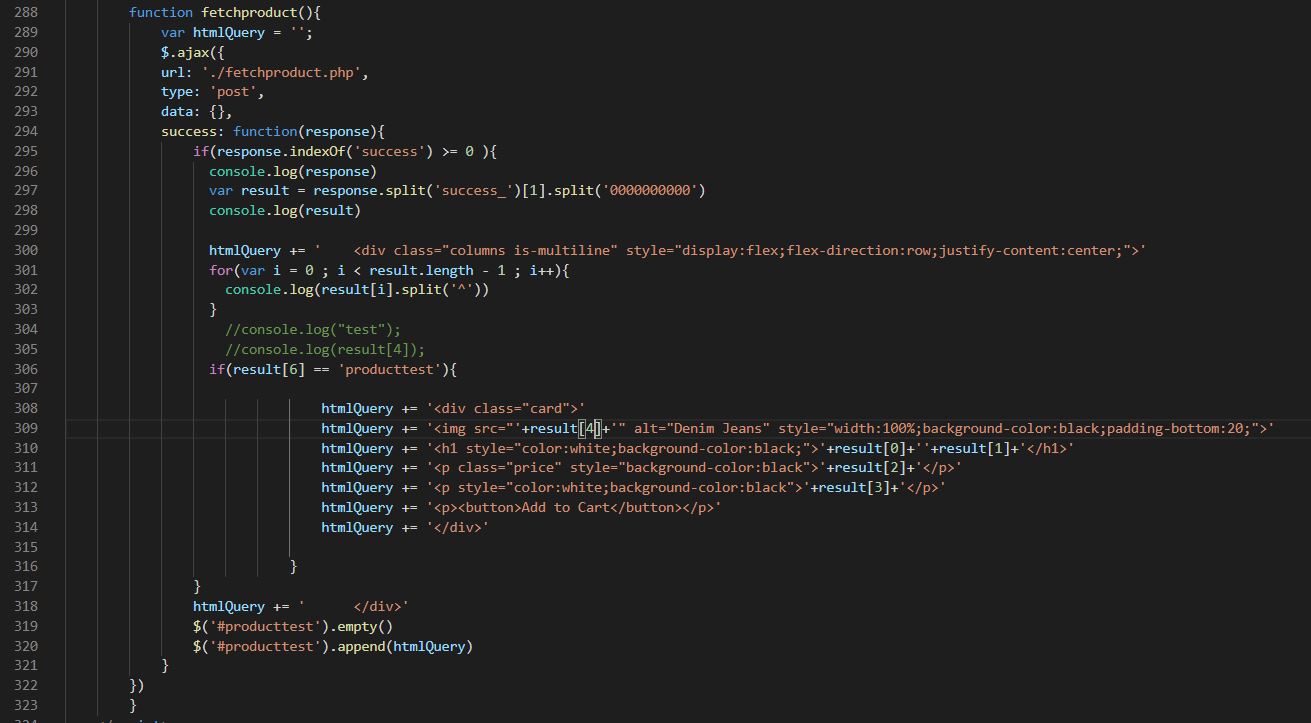 288 function fetchproduct(){
289 var htmlQuery = '';
290 $.ajax({
291 url: './fetchproduct.php',
292 type: 'post',
293 data: {},
294 success: function(response){
295 if(response.indexOf('success') >= 0 ){
296 console.log(response)
297 var result = response.split('success_')[1].split('0000000000')
298 console.log(result)
299
300 htmlQuery += '    <div class="columns is-multiline" style="display:flex;flex-direction:row;justify-content:center;">'
301 for(var i = 0 ; i < result.length - 1 ; i++){
302 console.log(result[i].split('^'))
303 }
304 //console.log("test");
305 //console.log(result[4]);
306 if(result[6] == 'producttest'){
307
308 htmlQuery += '<div class="card">'
309 htmlQuery += '<img src="'+result[4]+'" alt="Denim Jeans" style="width:100%;background-color:black;padding-bottom:20;">'
310 htmlQuery += '<h1 style="color:white;background-color:black;">'+result[0]+''+result[1]+'</h1>'
311 htmlQuery += '<p class="price" style="background-color:black">'+result[2]+'</p>'
312 htmlQuery += '<p style="color:white;background-color:black">'+result[3]+'</p>'
313 htmlQuery += '<p><button>Add to Cart</button></p>'
314 htmlQuery += '</div>'
315
316 }
317 }
318 htmlQuery += '      </div>'
319 $('#producttest').empty()
320 $('#producttest').append(htmlQuery)
321 }
322 })
323 }